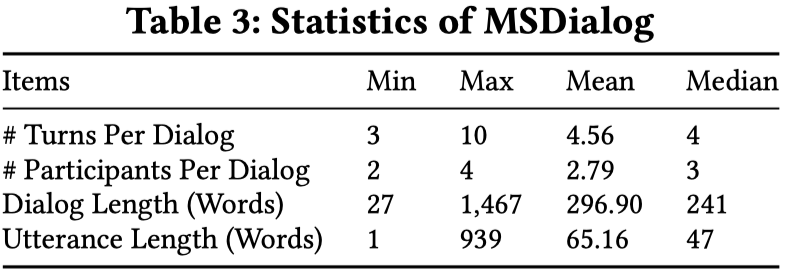 Table 3: Statistics of MSDialog
Items Min Max Mean Median
# Turns Per Dialog 3 10 4.56 4
# Participants Per Dialog 2 4 2.79 3
Dialog Length (Words) 27 1,467 296.90 241
Utterance Length (Words) 1 939 65.16 47